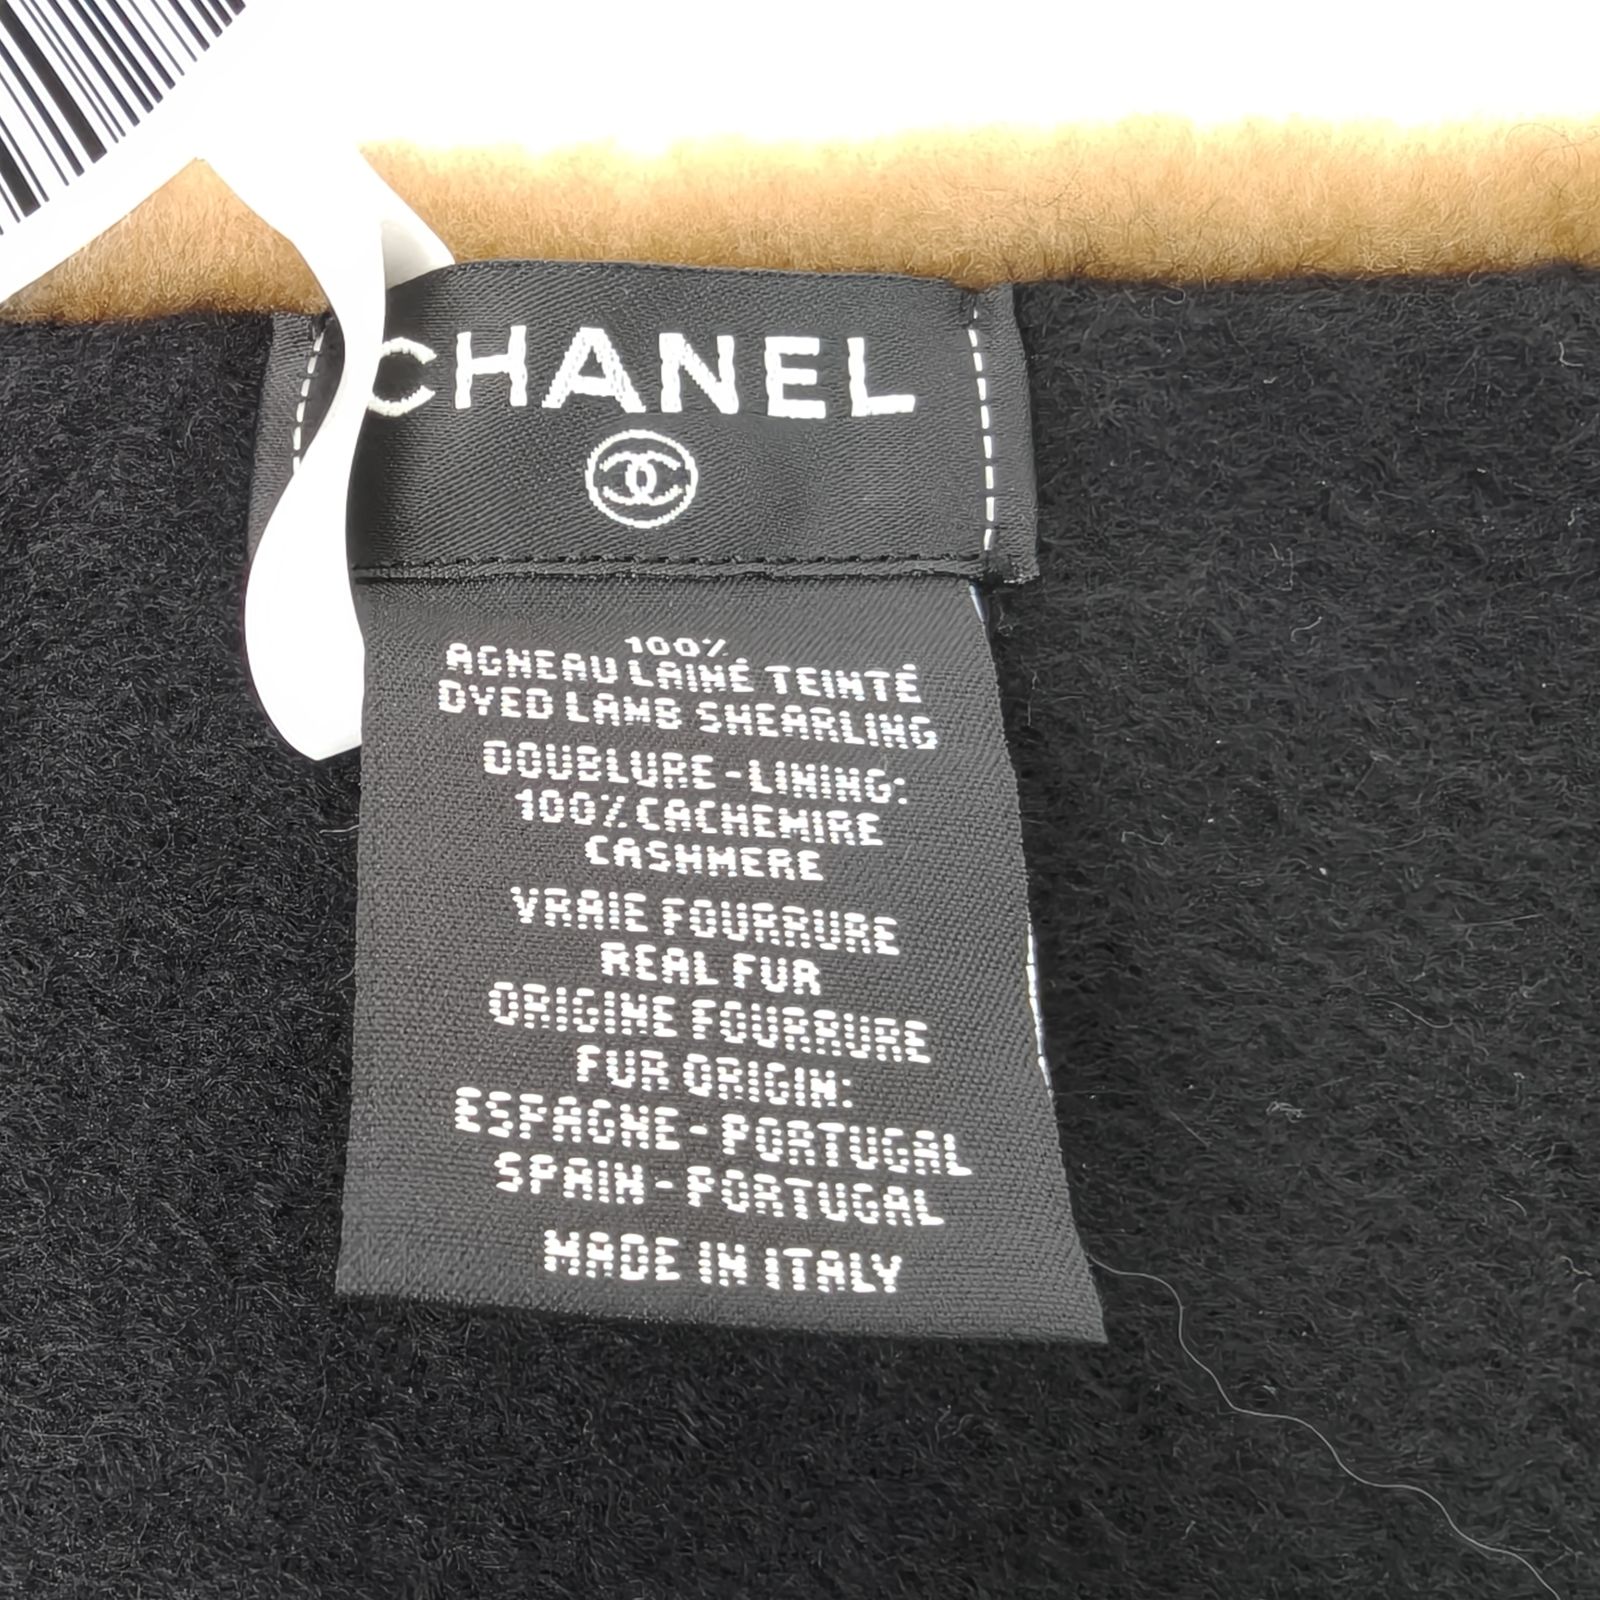 CHANEL
100%
AGNEAU LAINÉ TEINTÉ
DYED LAMB SHEARLING
DOUBLURE - LINING:
100% CACHEMIRE
CASHMERE
VRAIE FOURRURE
REAL FUR
ORIGINE FOURRURE
FUR ORIGIN:
ESPAGNE - PORTUGAL
SPAIN - PORTUGAL
MADE IN ITALY